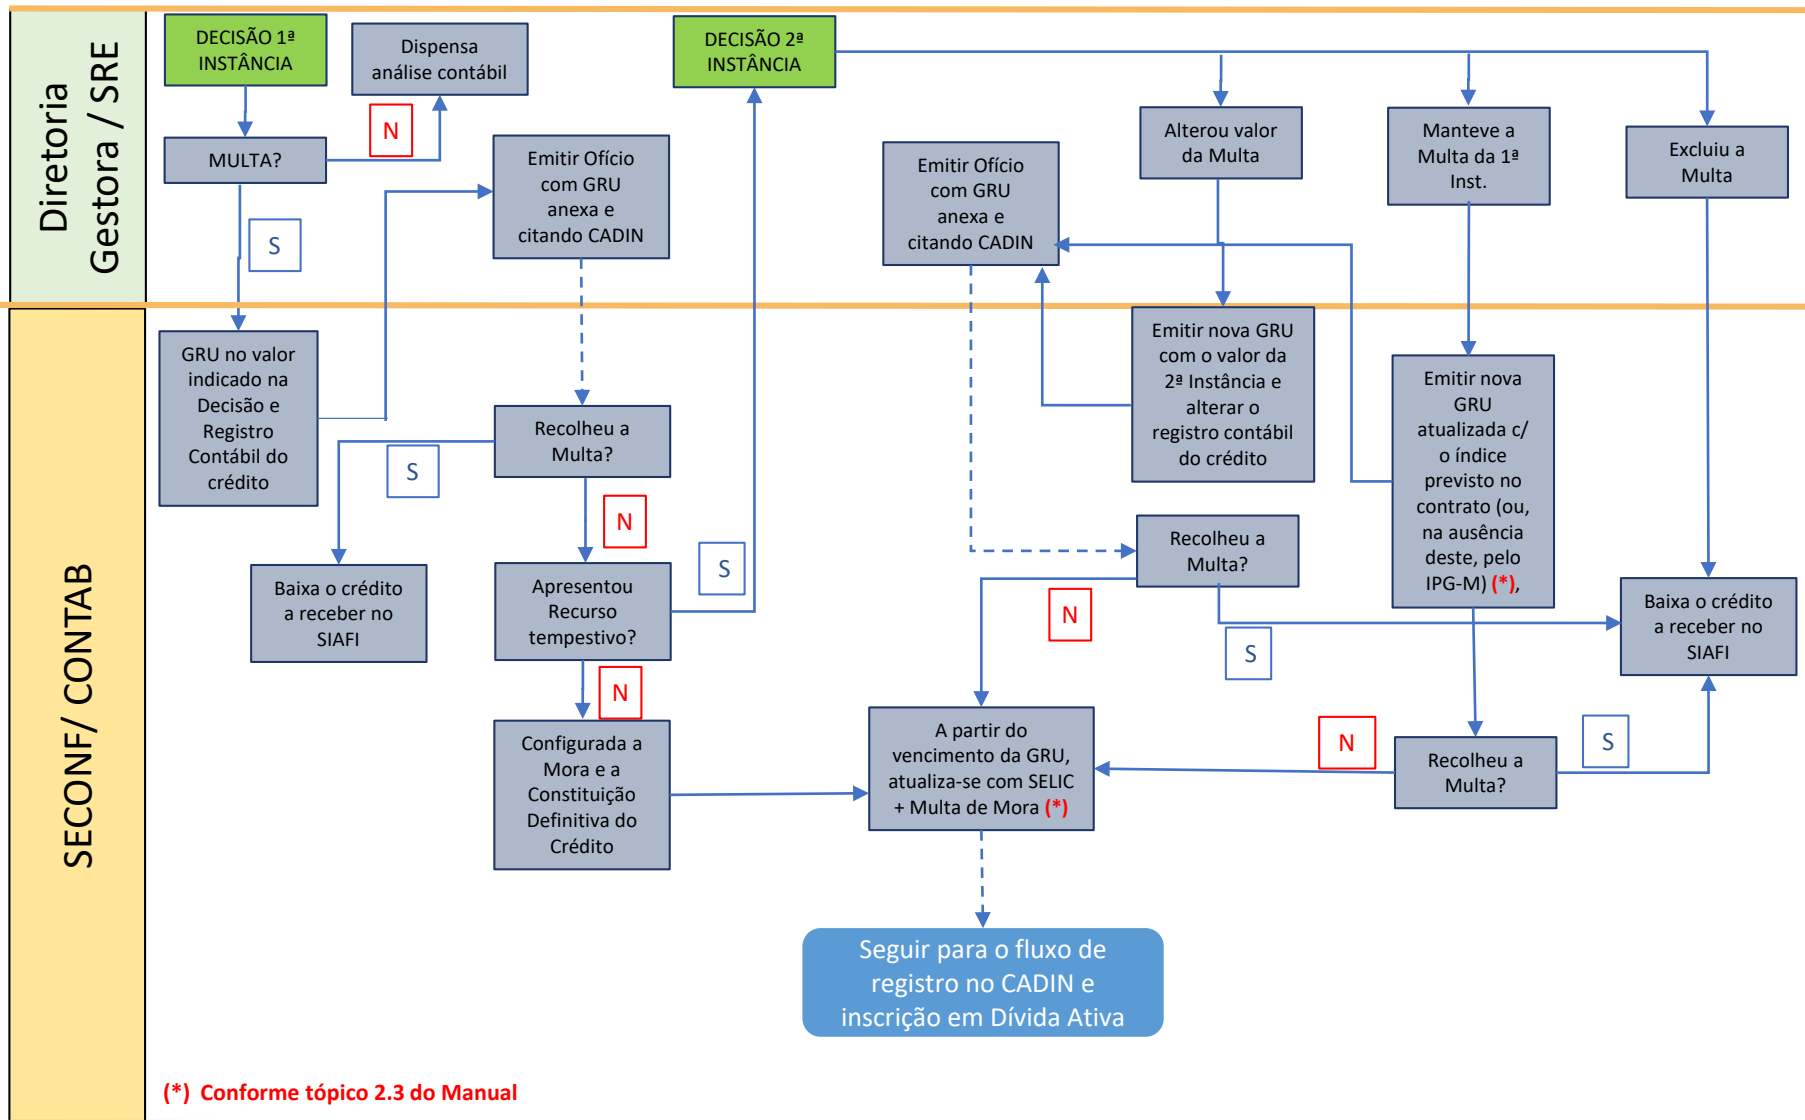 Diretoria
Gestora / SRE
DECISÃO 1ª
INSTÂNCIA
Dispensa
análise contábil
N
MULTA?
S
Emitir Ofício
com GRU
anexa e
citando CADIN
DECISÃO 2ª
INSTÂNCIA
Alterou valor
da Multa
Manteve a
Multa da 1ª
Inst.
Excluiu a
Multa
Emitir Ofício
com GRU
anexa e
citando CADIN
SECONF/ CONTAB
GRU no valor
indicado na
Decisão e
Registro
Contábil do
crédito
Recolheu a
Multa?
S
N
Baixa o crédito
a receber no
SIAFI
Apresentou
Recurso
tempestivo?
S
N
Configurada a
Mora e a
Constituição
Definitiva do
Crédito
Emitir nova GRU
com o valor da
2ª Instância e
alterar o
registro contábil
do crédito
Emitir nova
GRU
atualizada c/
o índice
previsto no
contrato (ou,
na ausência
deste, pelo
IPG-M) (*),
Recolheu a
Multa?
N
S
Baixa o crédito
a receber no
SIAFI
A partir do
vencimento da GRU,
atualiza-se com SELIC
+ Multa de Mora (*)
N
Recolheu a
Multa?
S
Seguir para o fluxo de
registro no CADIN e
inscrição em Dívida Ativa
(*) Conforme tópico 2.3 do Manual